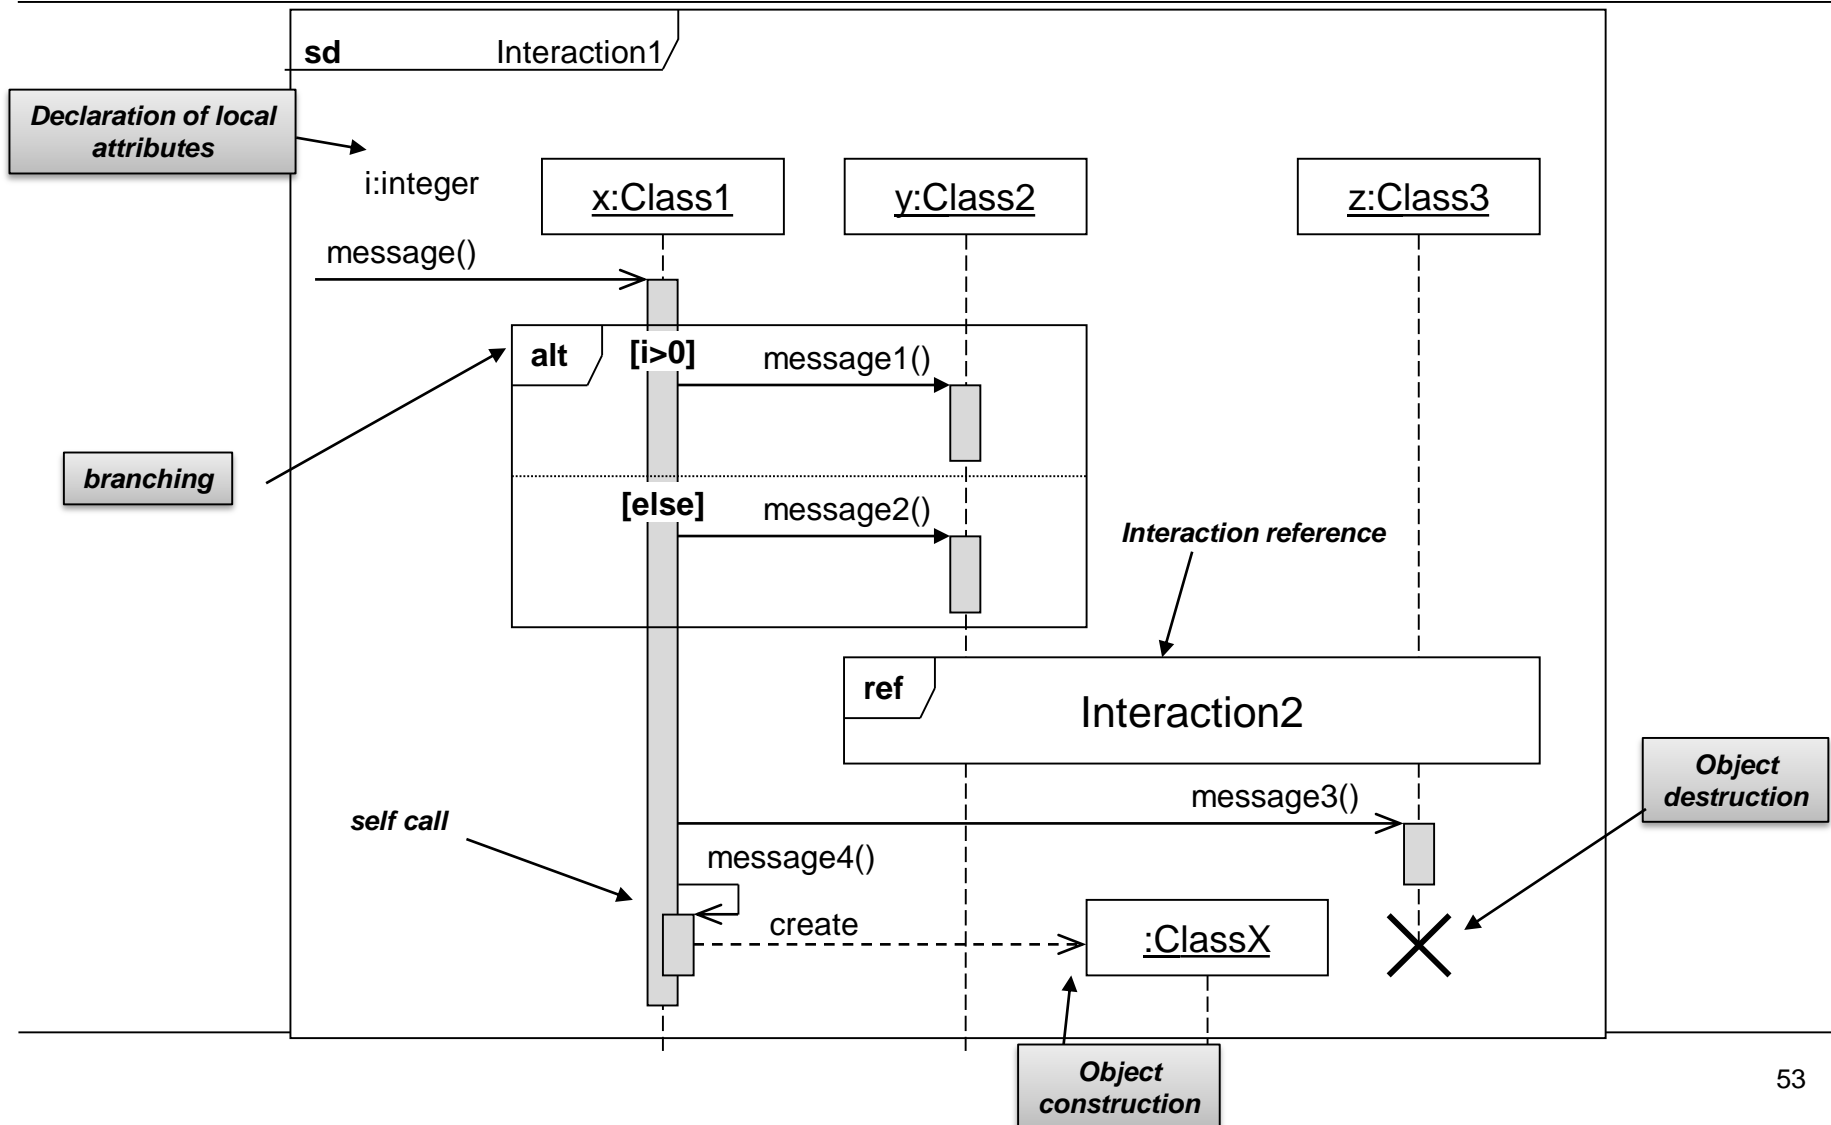 sd Interaction1
Declaration of local
attributes
i:integer
x:Class1
y:Class2
z:Class3
message()
alt
[i>0]
message1()
branching
[else]
message2()
Interaction reference
ref
Interaction2
Object
destruction
message3()
self call
message4()
create
:ClassX
Object
construction
53